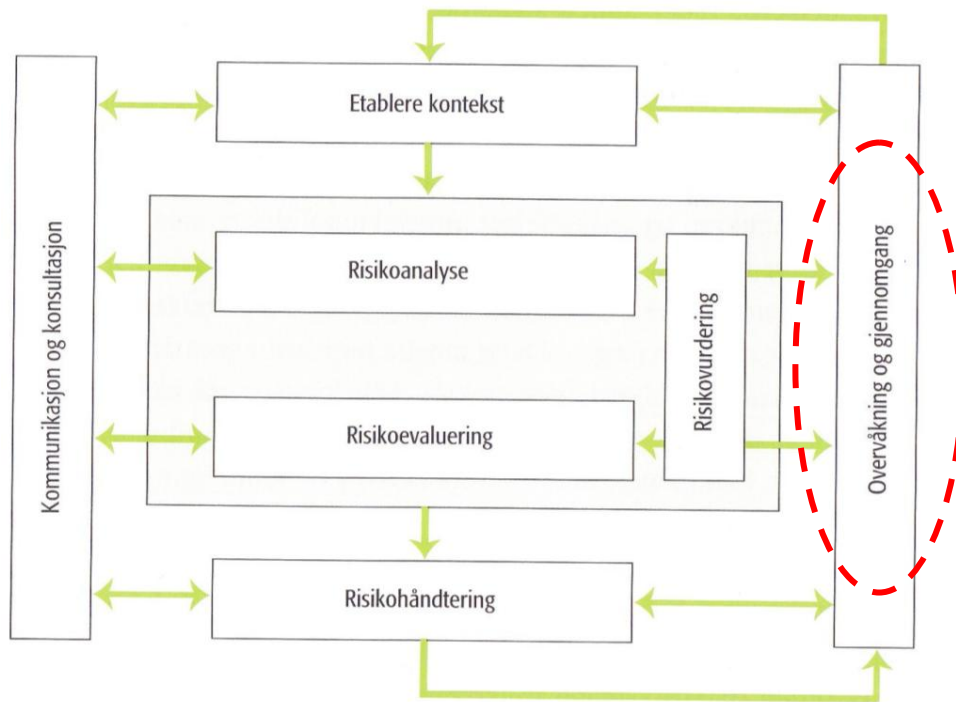 Etablere kontekst
Kommunikasjon og konsultasjon
Risikoanalyse
Risikovurdering
Overvåkning og gjennomgang
Risikoevaluering
Risikohåndtering